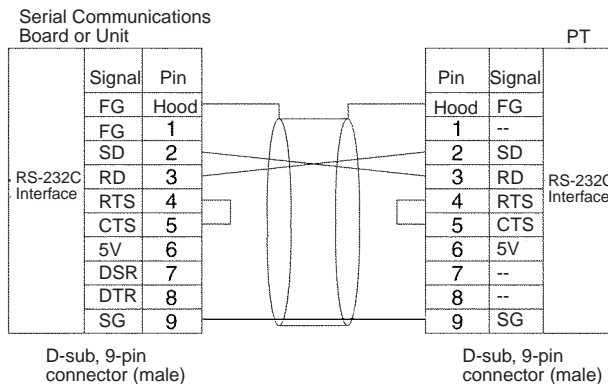 Serial Communications
Board or Unit
PT
Signal Pin Pin Signal
FG Hood Hood FG
FG 1 1 --
SD 2 2 SD
RS-232C RD 3 3 RD RS-232C
Interface RTS 4 4 RTS Interface
CTS 5 5 CTS
5V 6 6 5V
DSR 7 7 --
DTR 8 8 --
SG 9 9 SG
D-sub, 9-pin D-sub, 9-pin
connector (male) connector (male)